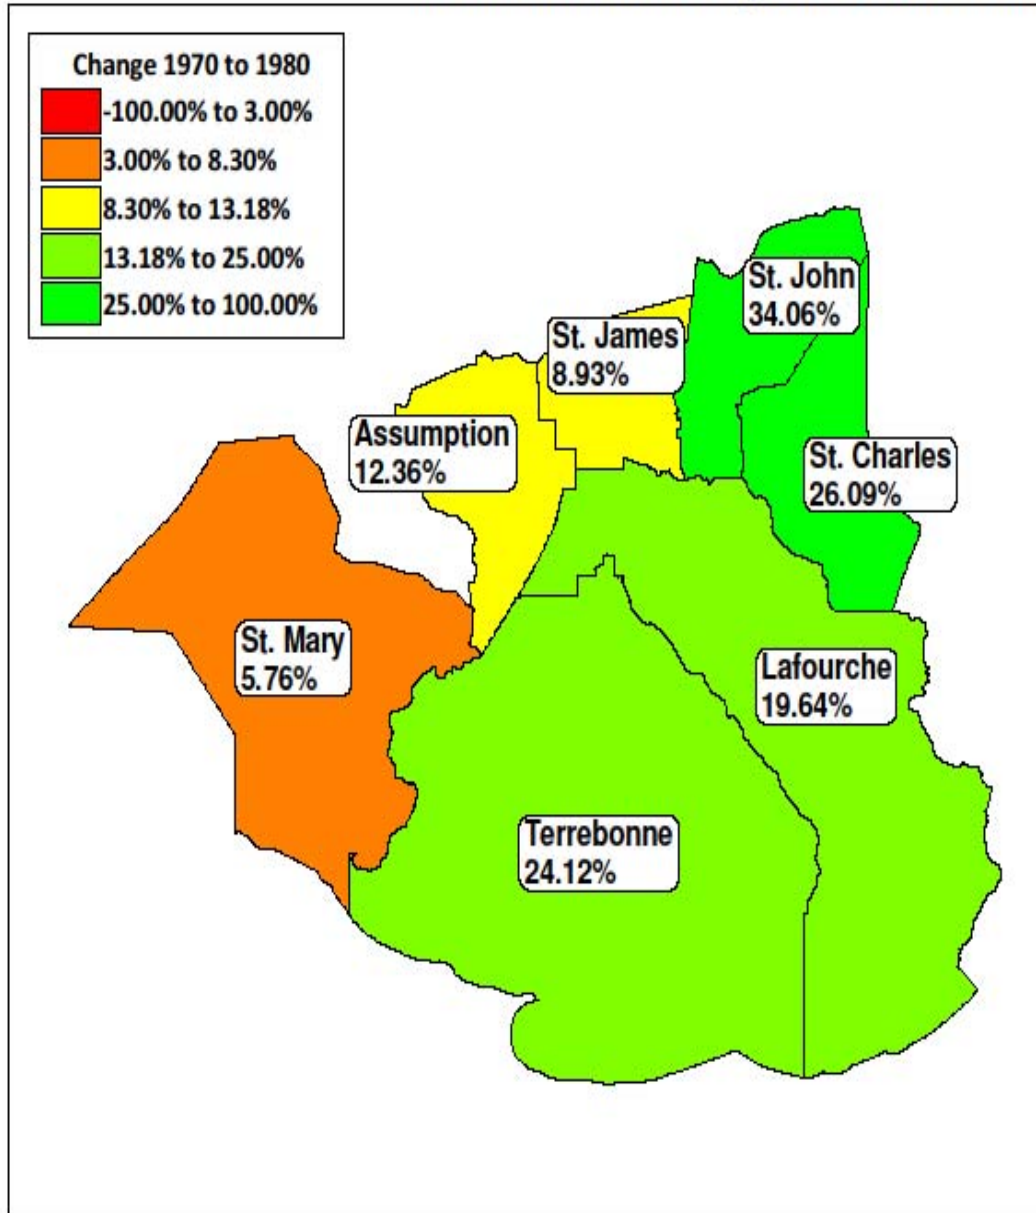 Change 1970 to 1980
-100.00% to 3.00%
3.00% to 8.30%
8.30% to 13.18%
13.18% to 25.00%
25.00% to 100.00%
St. John
34.06%
St. James
8.93%
Assumption
12.36%
St. Charles
26.09%
St. Mary
5.76%
Lafourche
19.64%
Terrebonne
24.12%